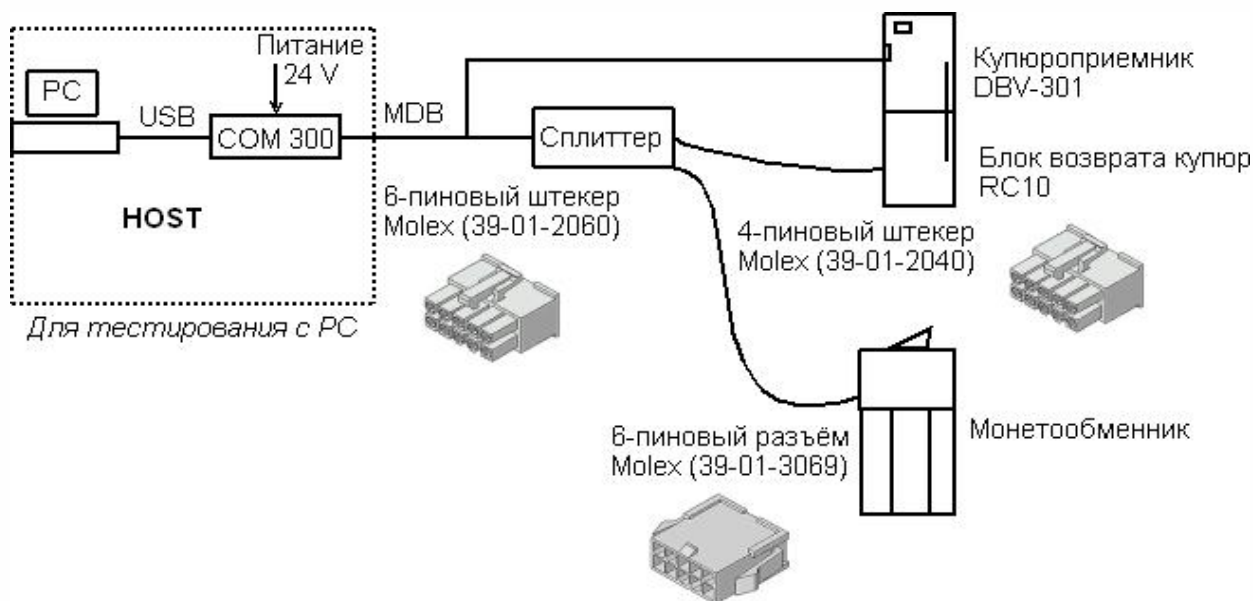 Питание
24 V
PC
USB
COM 300
MDB
HOST
Для тестирования с PC
Сплиттер
Купюроприемник
DBV-301
Блок возврата купюр
RC10
6-пиновый штекер
Molex (39-01-2060)
4-пиновый штекер
Molex (39-01-2040)
6-пиновый разъём
Molex (39-01-3069)
Монетообменник